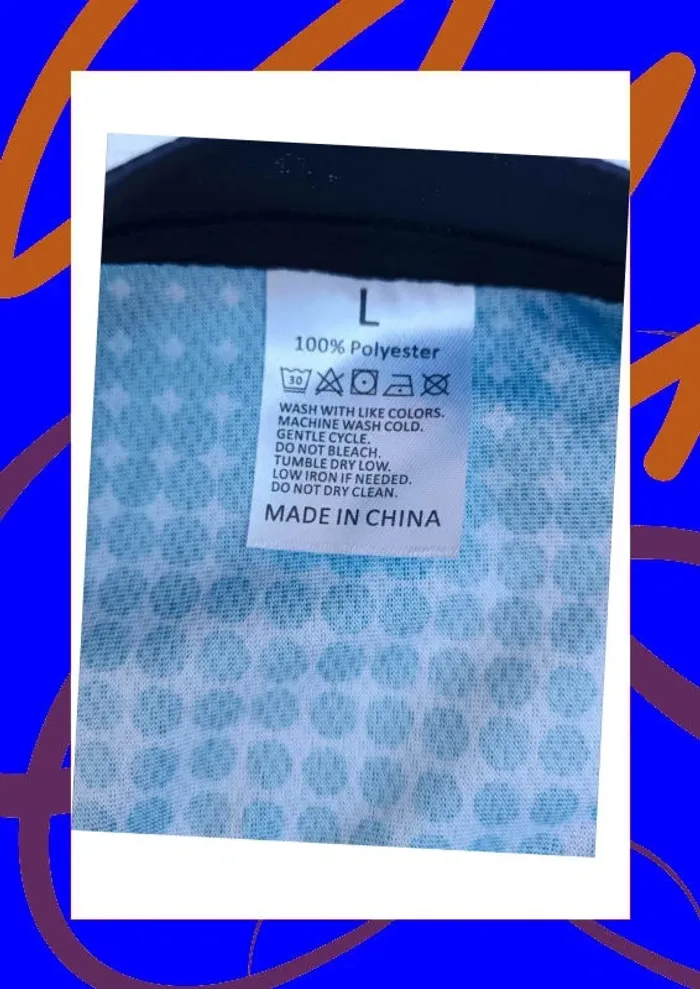 L
100% Polyester
30
WASH WITH LIKE COLORS.
MACHINE WASH COLD.
GENTLE CYCLE.
DO NOT BLEACH.
TUMBLE DRY LOW.
LOW IRON IF NEEDED.
DO NOT DRY CLEAN.
MADE IN CHINA